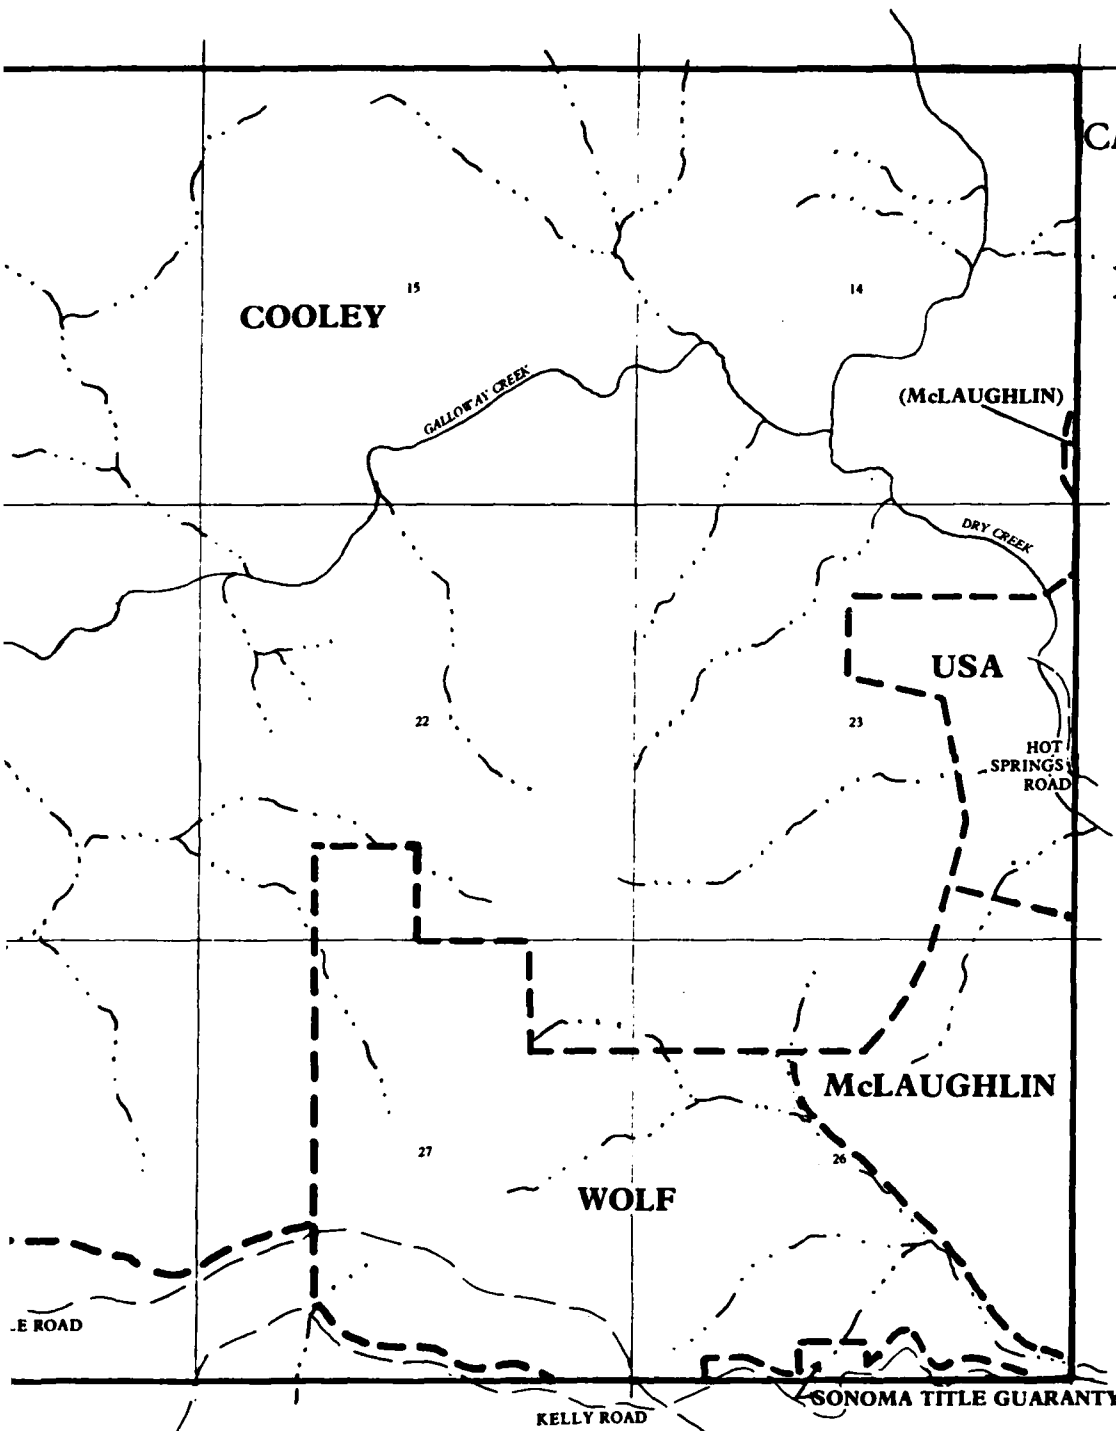 CA
15
14
COOLEY
(McLAUGHLIN)
GALLOWAY CREEK
DRY CREEK
USA
22
23
HOT
SPRINGS
ROAD
McLAUGHLIN
27
26
WOLF
E ROAD
SONOMA TITLE GUARANTY
KELLY ROAD